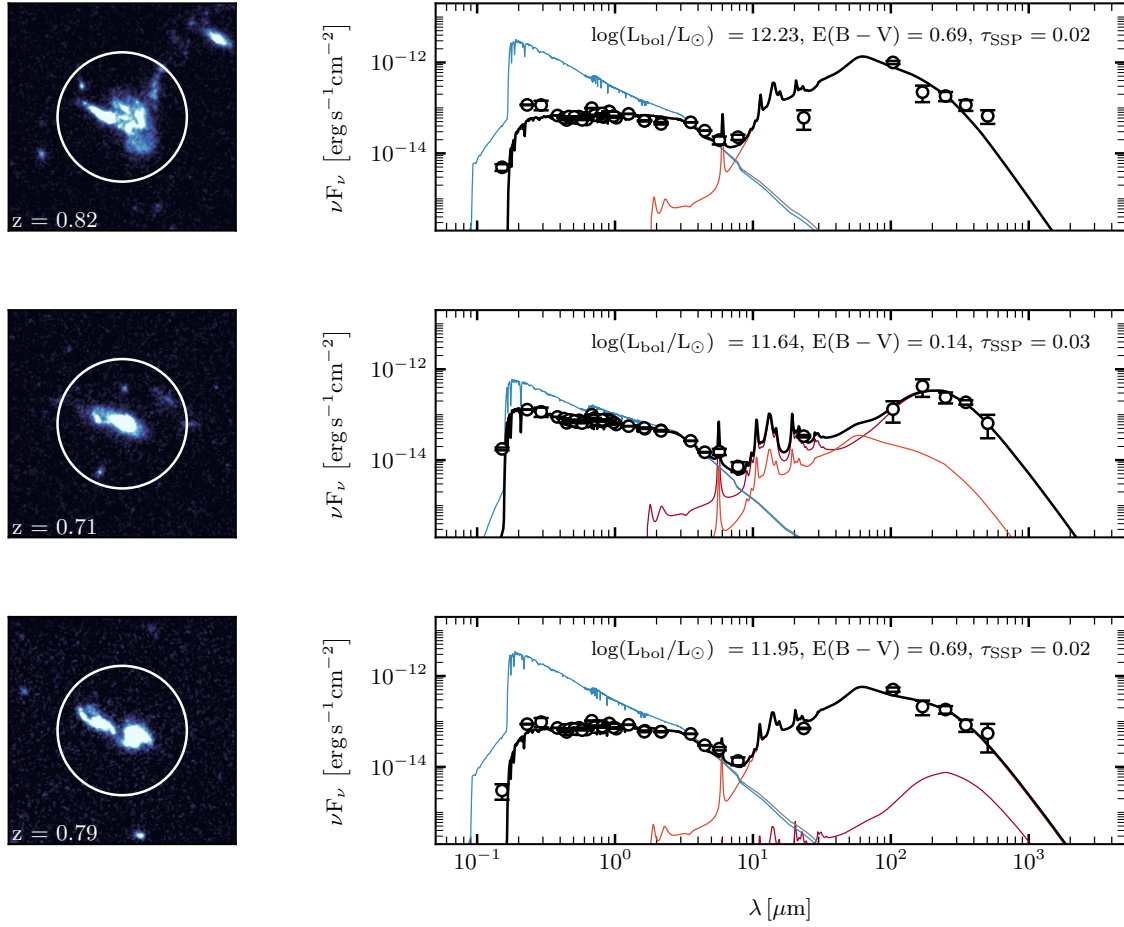 z = 0.82
log(L_bol/L_⊙) = 12.23, E(B − V) = 0.69, τ_SSP = 0.02
10^−12
10^−14
νF_ν [erg s^−1 cm^−2]
z = 0.71
log(L_bol/L_⊙) = 11.64, E(B − V) = 0.14, τ_SSP = 0.03
10^−12
10^−14
νF_ν [erg s^−1 cm^−2]
z = 0.79
log(L_bol/L_⊙) = 11.95, E(B − V) = 0.69, τ_SSP = 0.02
10^−12
10^−14
νF_ν [erg s^−1 cm^−2]
10^−1 10^0 10^1 10^2 10^3
λ [μm]